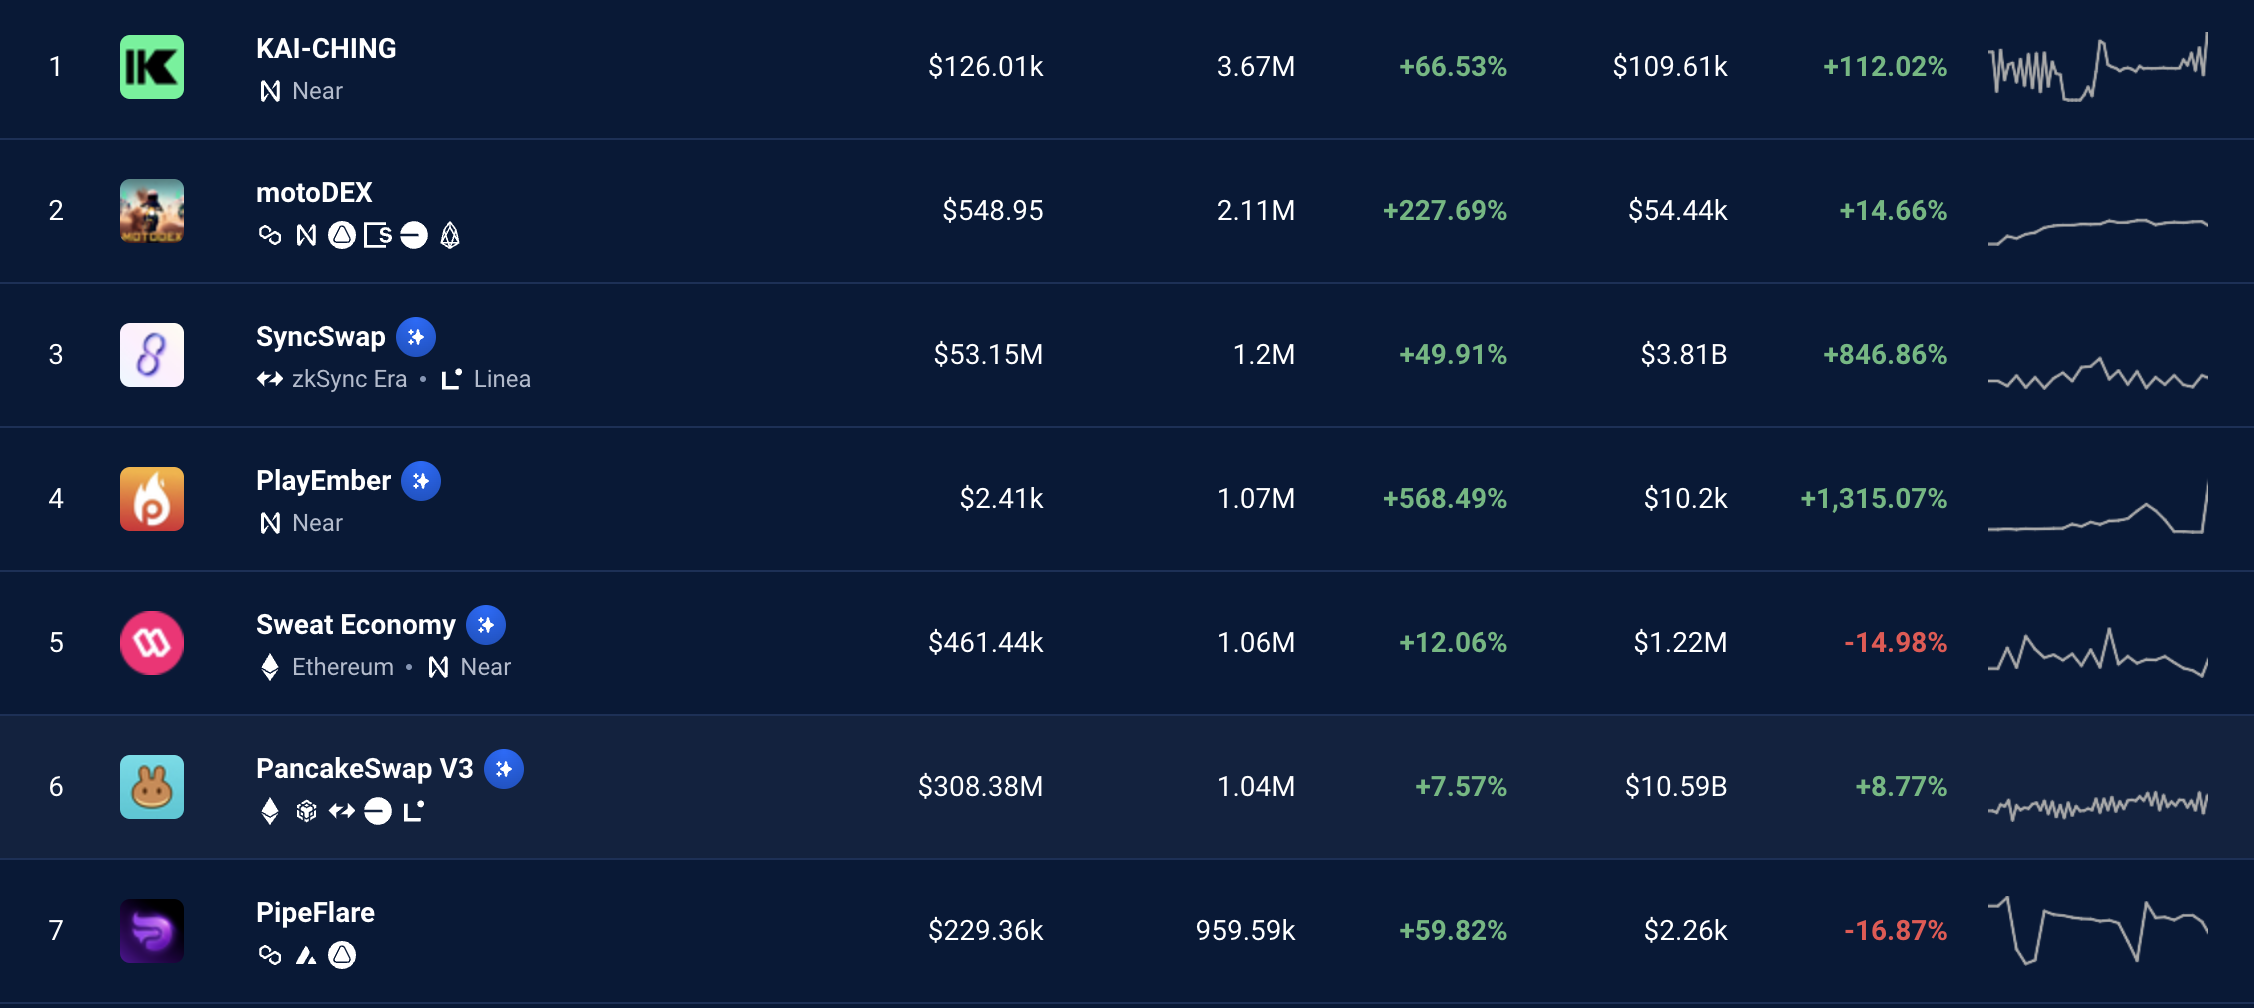 1 KAI-CHING $126.01k 3.67M +66.53% $109.61k +112.02%
Near
2 motoDEX $548.95 2.11M +227.69% $54.44k +14.66%
MOTODEX
3 SyncSwap $53.15M 1.2M +49.91% $3.81B +846.86%
zkSync Era • Linea
4 PlayEmber $2.41k 1.07M +568.49% $10.2k +1,315.07%
Near
5 Sweat Economy $461.44k 1.06M +12.06% $1.22M -14.98%
Ethereum • Near
6 PancakeSwap V3 $308.38M 1.04M +7.57% $10.59B +8.77%
7 PipeFlare $229.36k 959.59k +59.82% $2.26k -16.87%